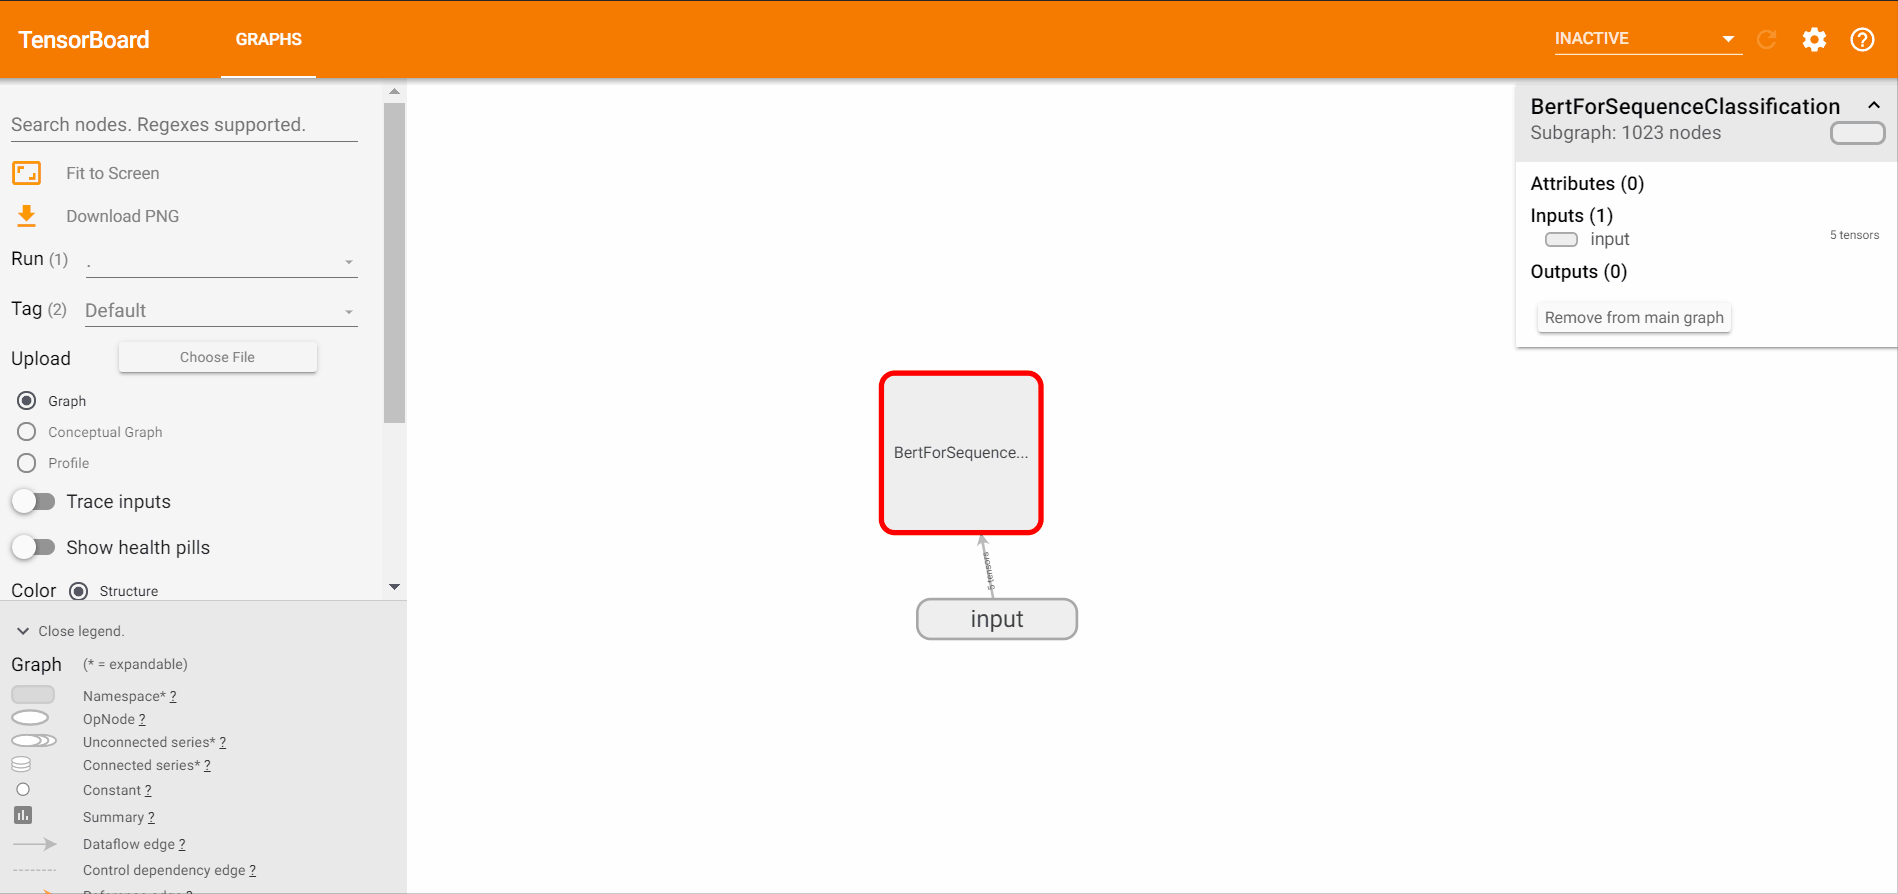 TensorBoard
GRAPHS
INACTIVE
Search nodes. Regexes supported.
Fit to Screen
Download PNG
Run (1) .
Tag (2) Default
Upload Choose File
Graph
Conceptual Graph
Profile
Trace inputs
Show health pills
Color Structure
Close legend.
Graph (* = expandable)
Namespace* ?
OpNode ?
Unconnected series* ?
Connected series* ?
Constant ?
Summary ?
Dataflow edge ?
Control dependency edge ?
Reference edge ?
BertForSequence...
5 tensors
input
BertForSequenceClassification
Subgraph: 1023 nodes
Attributes (0)
Inputs (1)
input 5 tensors
Outputs (0)
Remove from main graph